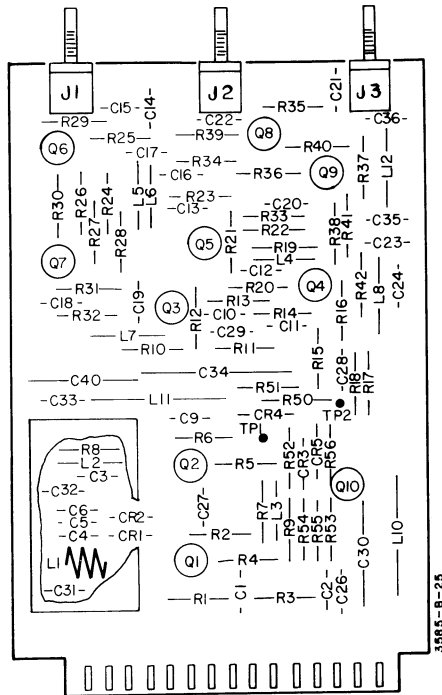 J1 J2 J3
C15 C14 C22 R35 C21 C36
R29 R39 Q8
Q6 R25 R40
C17 R34 Q9 R37 L12
C16 R36
R30 R26 R24 L5 L6 R23 C20
C13 R33 R41 C35
R27 R28 Q5 R21 R22 R38 C23
R19
Q7 L4
C12 Q4 R42 L8 C24
R31 C19 R20 R16
C18 Q3 R12 R13
R32 C10 R14
C29 C11
L7 R15
R10 R11
C34 C28 R18 R17
C40 R51
C33 L11 R50
C9 CR4 TP2
R6 TP1
R8 Q2 R5 R52 CR3 CR5 R56
L2
C3 Q10
C32
C6 C27 R7 L3
C5 CR2
C4 CR1 R2 R9 R54 R55 R53 C30 L10
L1 Q1 R4
C31 R1 C1 R3 C2 C26
3585-B-25